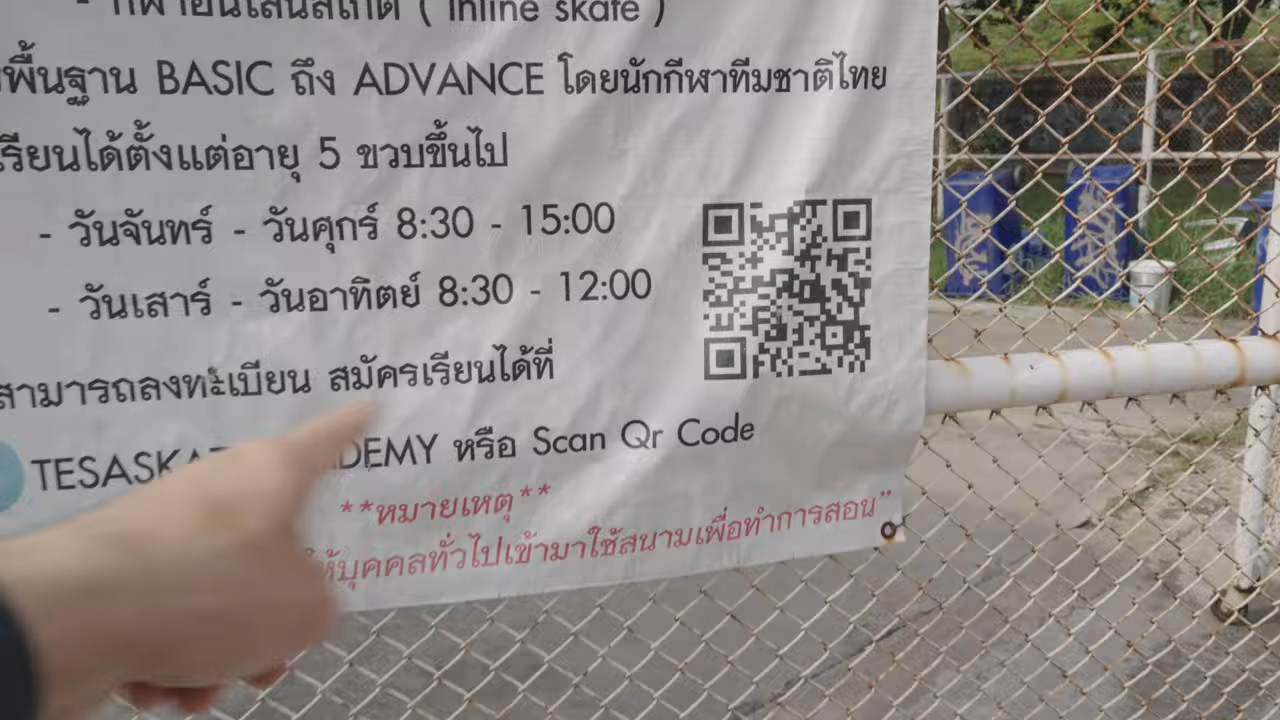 - กีฬาอินไลน์สเก็ต ( inline skate )
พื้นฐาน BASIC ถึง ADVANCE โดยนักกีฬาทีมชาติไทย
เรียนได้ตั้งแต่อายุ 5 ขวบขึ้นไป
- วันจันทร์ - วันศุกร์ 8:30 - 15:00
- วันเสาร์ - วันอาทิตย์ 8:30 - 12:00
สามารถลงทะเบียน สมัครเรียนได้ที่
หรือ Scan Qr Code
**หมายเหตุ**
ให้บุคคลทั่วไปเข้ามาใช้สนามเพื่อทำการสอน"